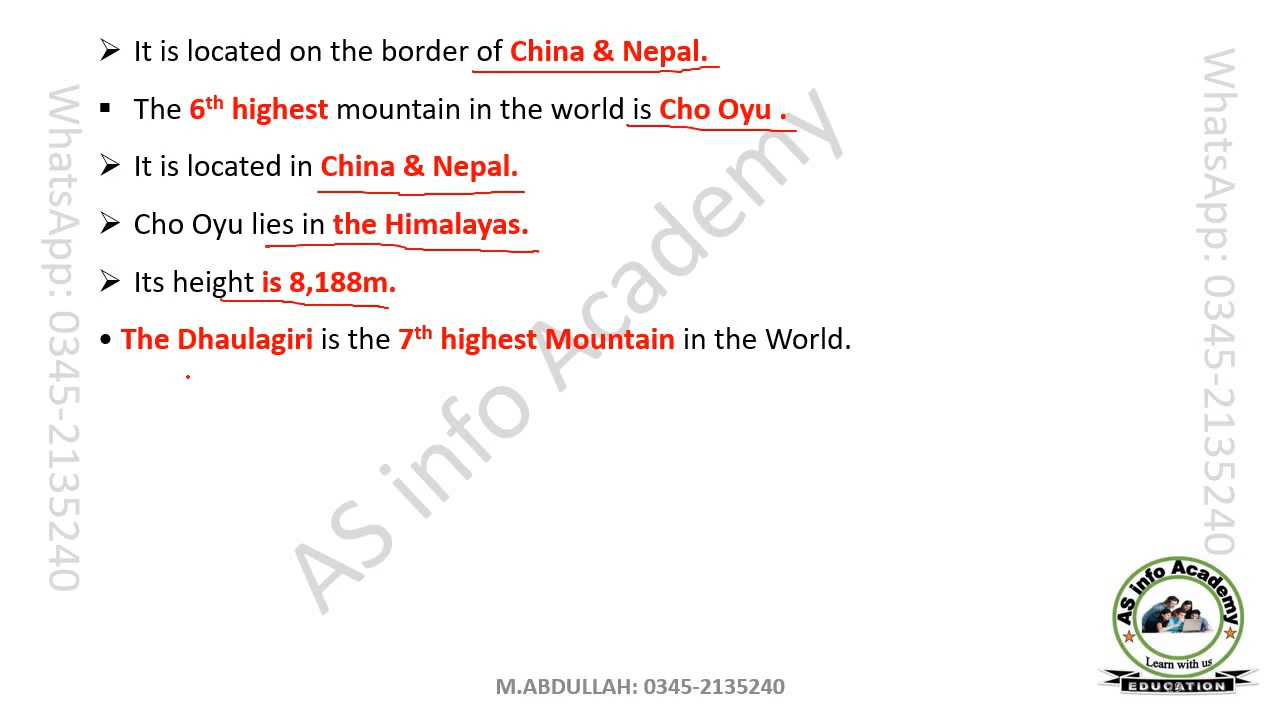 ➢ It is located on the border of China & Nepal.
▪ The 6th highest mountain in the world is Cho Oyu .
➢ It is located in China & Nepal.
➢ Cho Oyu lies in the Himalayas.
➢ Its height is 8,188m.
• The Dhaulagiri is the 7th highest Mountain in the World.
WhatsApp: 0345-2135240
AS info Academy
WhatsApp: 0345-2135240
AS info Academy
Learn with us
EDUCATION
M.ABDULLAH: 0345-2135240